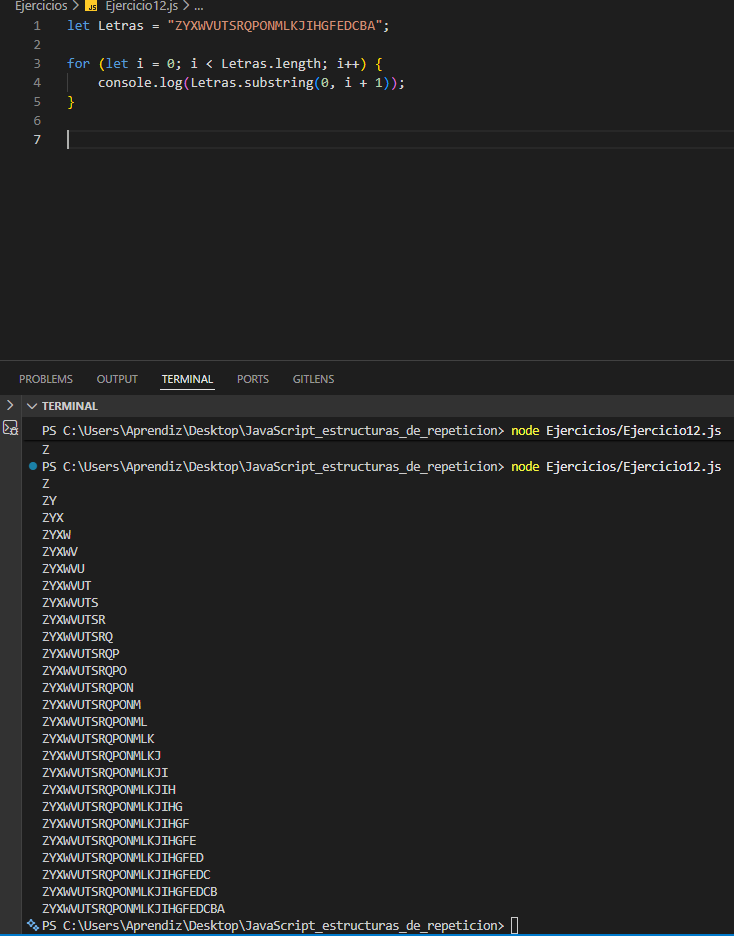 Ejercicios > JS Ejercicio12.js > ...
1 let Letras = "ZYXWVUTSRQPONMLKJIHGFEDCBA";
2
3 for (let i = 0; i < Letras.length; i++) {
4     console.log(Letras.substring(0, i + 1));
5 }
6
7
PROBLEMS OUTPUT TERMINAL PORTS GITLENS
TERMINAL
PS C:\Users\Aprendiz\Desktop\JavaScript_estructuras_de_repeticion> node Ejercicios/Ejercicio12.js
Z
PS C:\Users\Aprendiz\Desktop\JavaScript_estructuras_de_repeticion> node Ejercicios/Ejercicio12.js
Z
ZY
ZYX
ZYXW
ZYXWV
ZYXWVU
ZYXWVUT
ZYXWVUTS
ZYXWVUTSR
ZYXWVUTSRQ
ZYXWVUTSRQP
ZYXWVUTSRQPO
ZYXWVUTSRQPON
ZYXWVUTSRQPONM
ZYXWVUTSRQPONML
ZYXWVUTSRQPONMLK
ZYXWVUTSRQPONMLKJ
ZYXWVUTSRQPONMLKJI
ZYXWVUTSRQPONMLKJIH
ZYXWVUTSRQPONMLKJIHG
ZYXWVUTSRQPONMLKJIHGF
ZYXWVUTSRQPONMLKJIHGFE
ZYXWVUTSRQPONMLKJIHGFED
ZYXWVUTSRQPONMLKJIHGFEDC
ZYXWVUTSRQPONMLKJIHGFEDCB
ZYXWVUTSRQPONMLKJIHGFEDCBA
PS C:\Users\Aprendiz\Desktop\JavaScript_estructuras_de_repeticion>